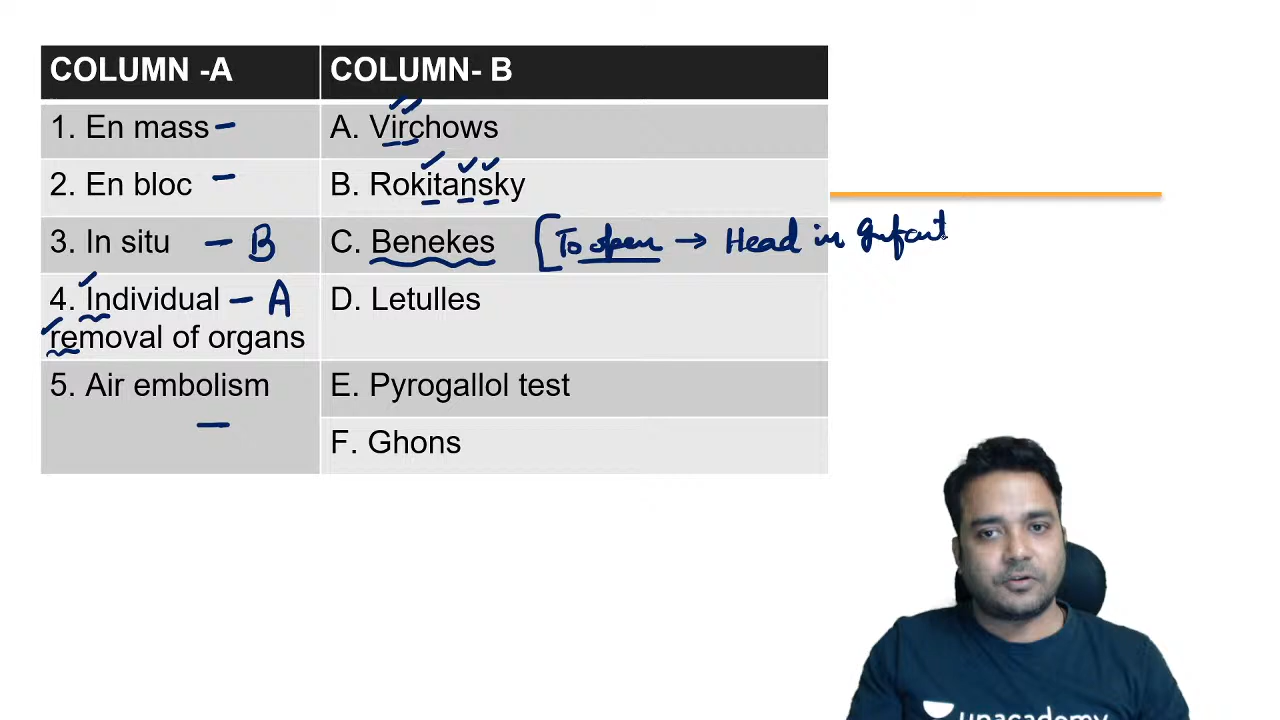 COLUMN -A COLUMN- B
1. En mass - A. Virchows
2. En bloc - B. Rokitansky
3. In situ - B C. Benekes [To open → Head in Infant
4. Individual - A D. Letulles
removal of organs
5. Air embolism - E. Pyrogallol test
F. Ghons
unacademy